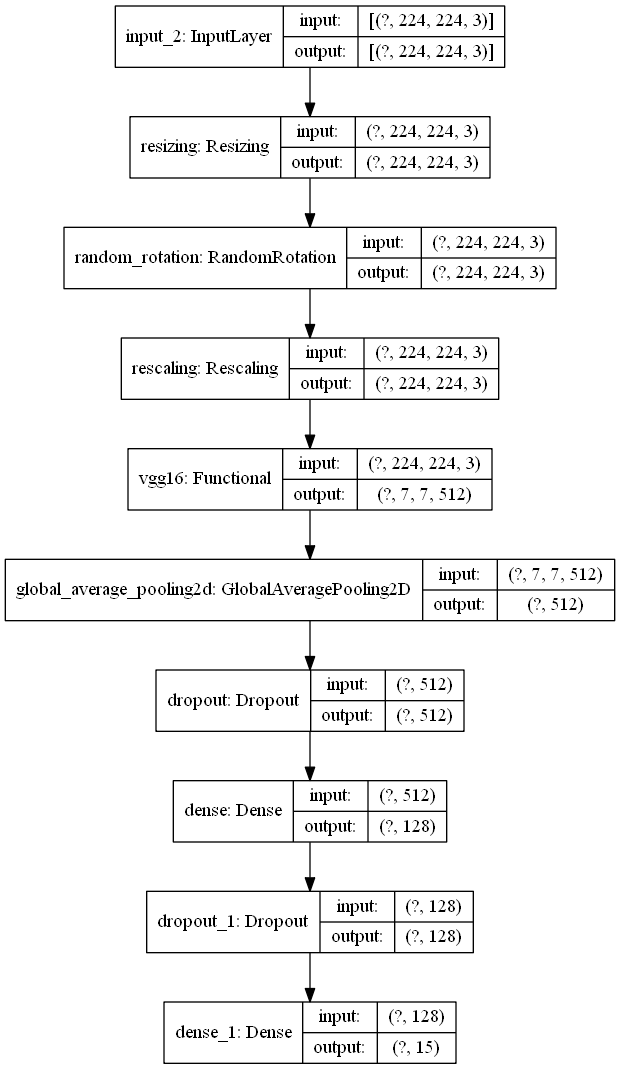 input_2: InputLayer
input: [(?, 224, 224, 3)]
output: [(?, 224, 224, 3)]
resizing: Resizing
input: (?, 224, 224, 3)
output: (?, 224, 224, 3)
random_rotation: RandomRotation
input: (?, 224, 224, 3)
output: (?, 224, 224, 3)
rescaling: Rescaling
input: (?, 224, 224, 3)
output: (?, 224, 224, 3)
vgg16: Functional
input: (?, 224, 224, 3)
output: (?, 7, 7, 512)
global_average_pooling2d: GlobalAveragePooling2D
input: (?, 7, 7, 512)
output: (?, 512)
dropout: Dropout
input: (?, 512)
output: (?, 512)
dense: Dense
input: (?, 512)
output: (?, 128)
dropout_1: Dropout
input: (?, 128)
output: (?, 128)
dense_1: Dense
input: (?, 128)
output: (?, 15)